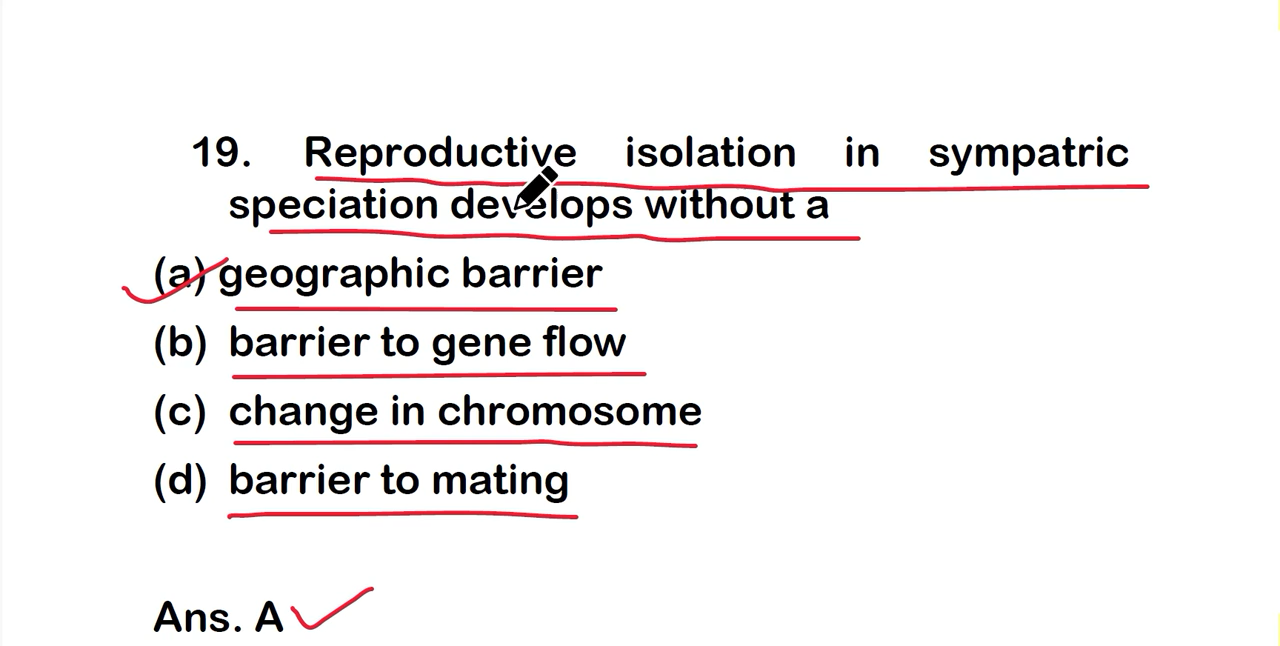 19. Reproductive isolation in sympatric
speciation develops without a
(a) geographic barrier
(b) barrier to gene flow
(c) change in chromosome
(d) barrier to mating
Ans. A